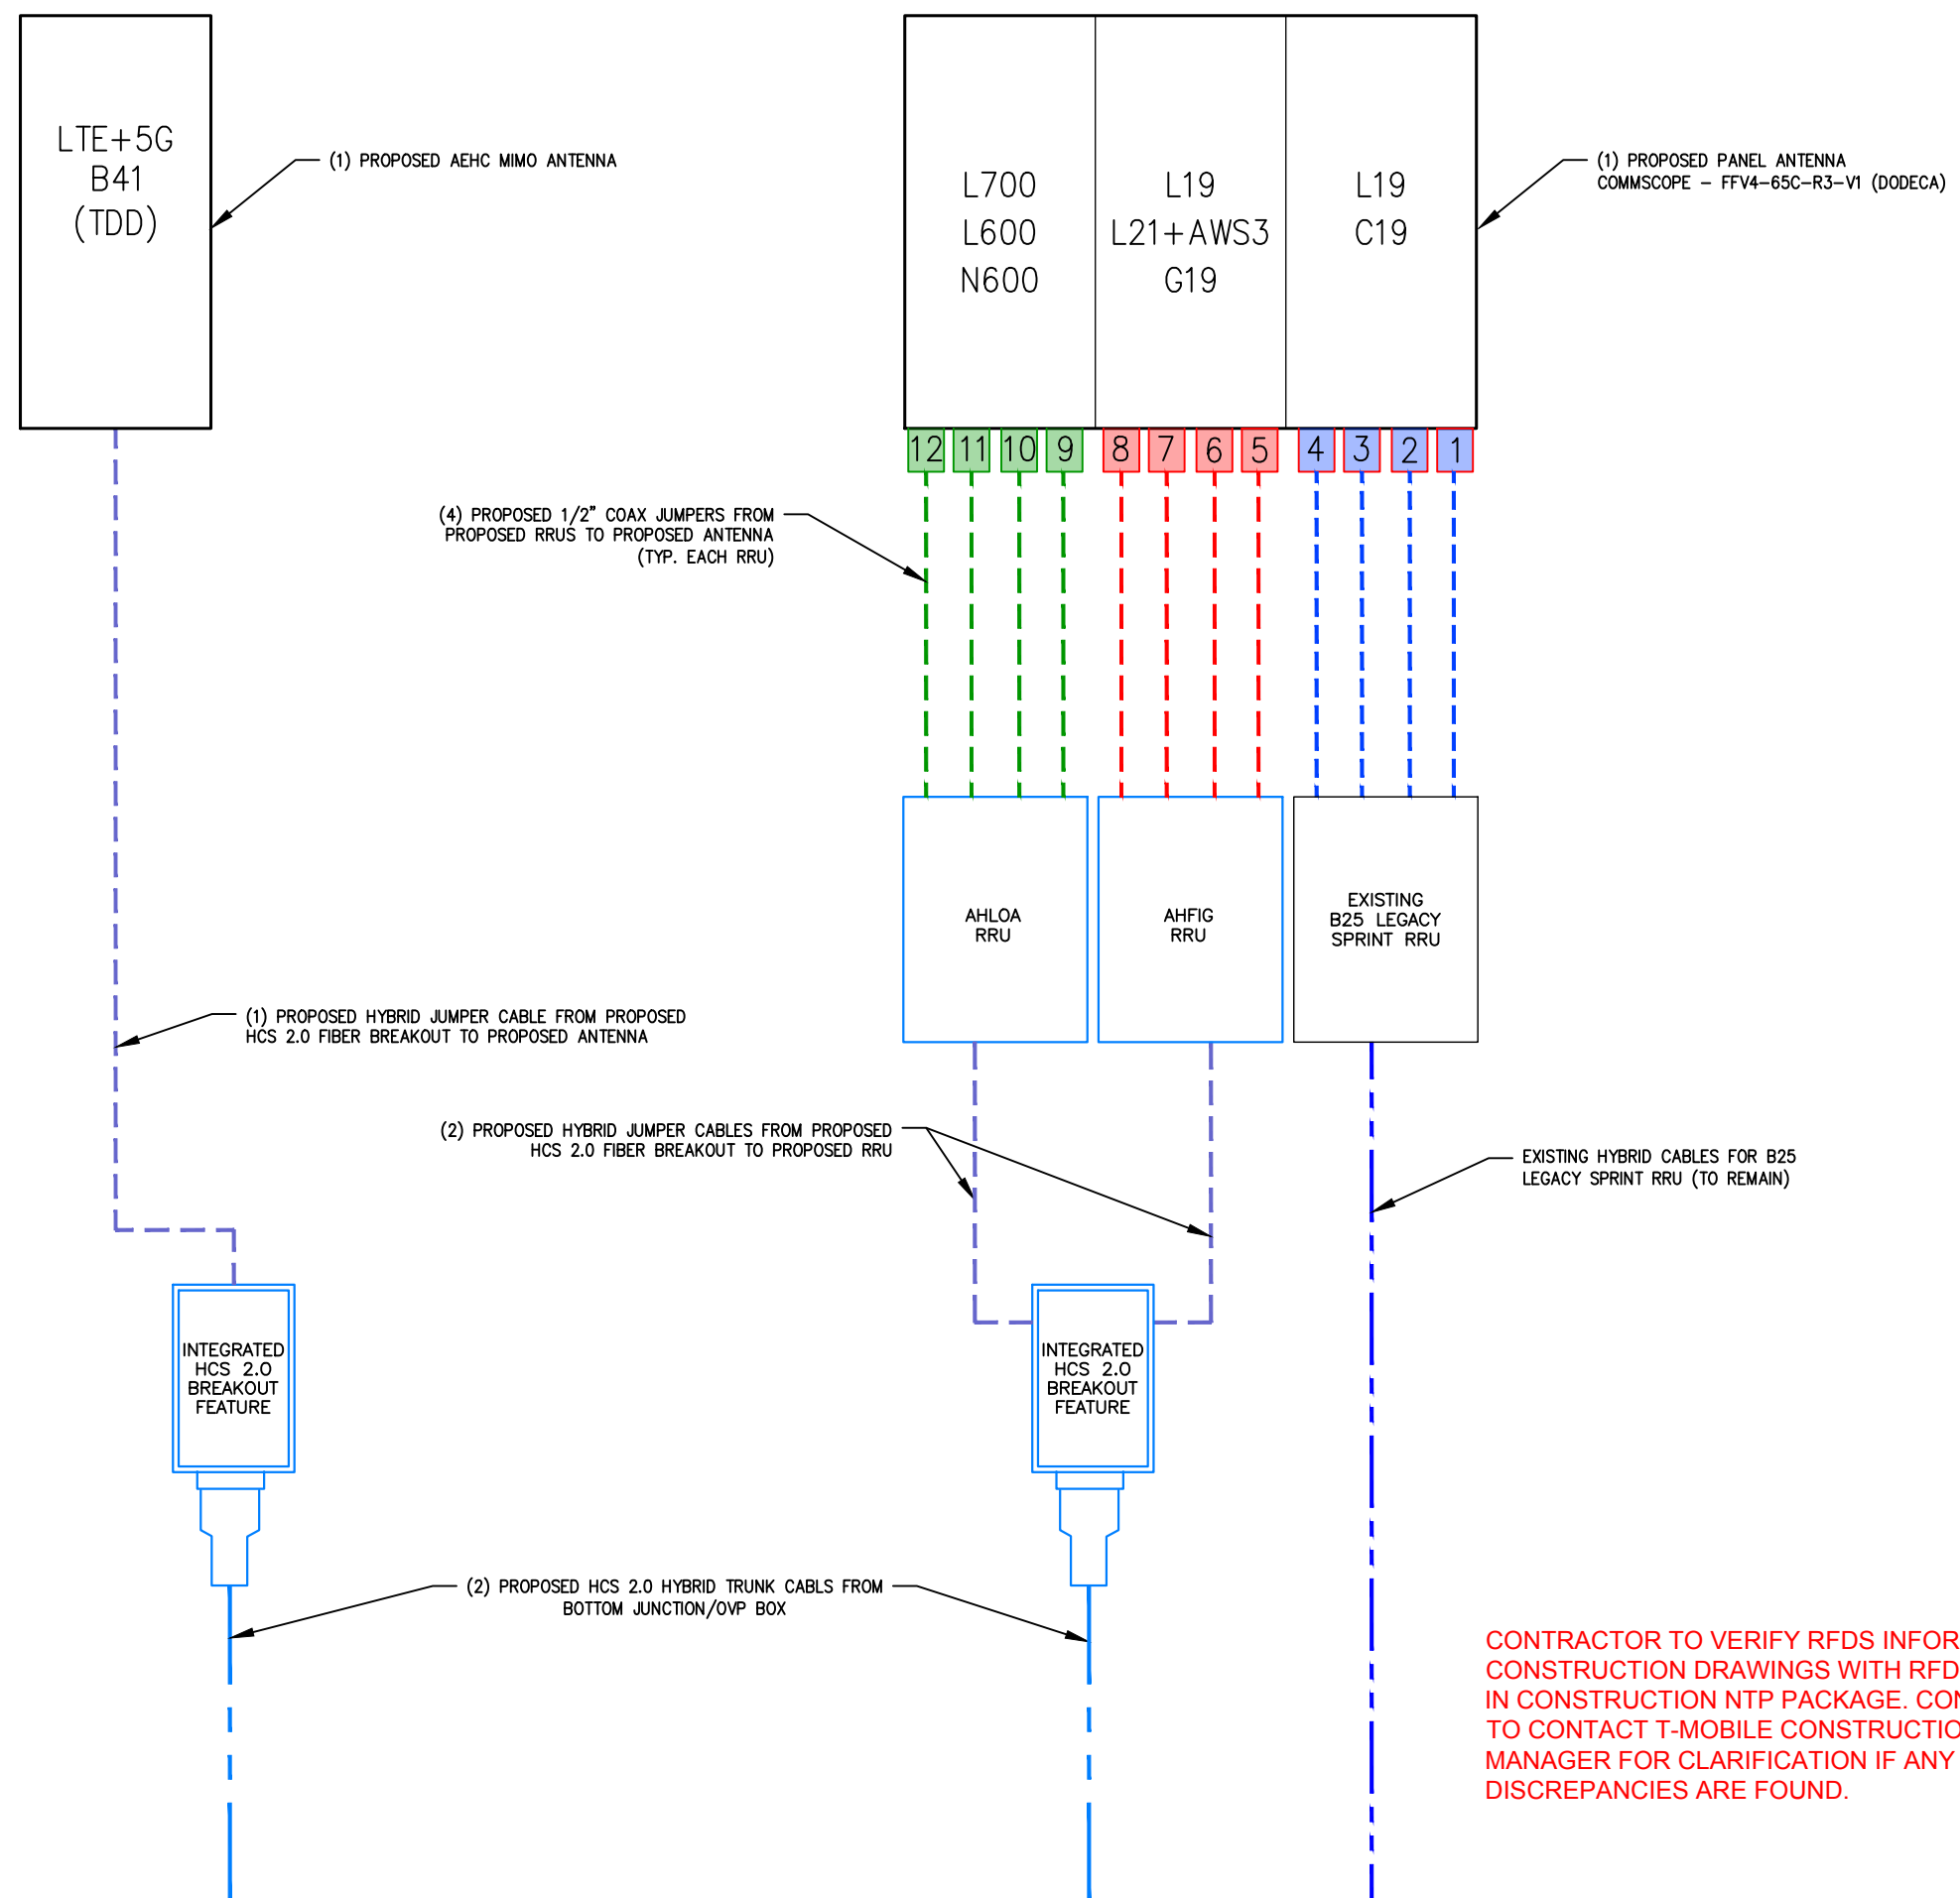 LTE+5G
B41
(TDD)
(1) PROPOSED AEHC MIMO ANTENNA
L700
L600
N600
L19
L21+AWS3
G19
L19
C19
(1) PROPOSED PANEL ANTENNA
COMMSCOPE - FFV4-65C-R3-V1 (DODECA)
12 11 10 9 8 7 6 5 4 3 2 1
(4) PROPOSED 1/2" COAX JUMPERS FROM
PROPOSED RRUS TO PROPOSED ANTENNA
(TYP. EACH RRU)
AHLOA
RRU
AHFIG
RRU
EXISTING
B25 LEGACY
SPRINT RRU
(1) PROPOSED HYBRID JUMPER CABLE FROM PROPOSED
HCS 2.0 FIBER BREAKOUT TO PROPOSED ANTENNA
(2) PROPOSED HYBRID JUMPER CABLES FROM PROPOSED
HCS 2.0 FIBER BREAKOUT TO PROPOSED RRU
EXISTING HYBRID CABLES FOR B25
LEGACY SPRINT RRU (TO REMAIN)
INTEGRATED
HCS 2.0
BREAKOUT
FEATURE
INTEGRATED
HCS 2.0
BREAKOUT
FEATURE
(2) PROPOSED HCS 2.0 HYBRID TRUNK CABLS FROM
BOTTOM JUNCTION/OVP BOX
CONTRACTOR TO VERIFY RFDS
CONSTRUCTION DRAWINGS WITH
IN CONSTRUCTION NTP PACKAGE.
TO CONTACT T-MOBILE
MANAGER FOR CLARIFICATION IF ANY
DISCREPANCIES ARE FOUND.